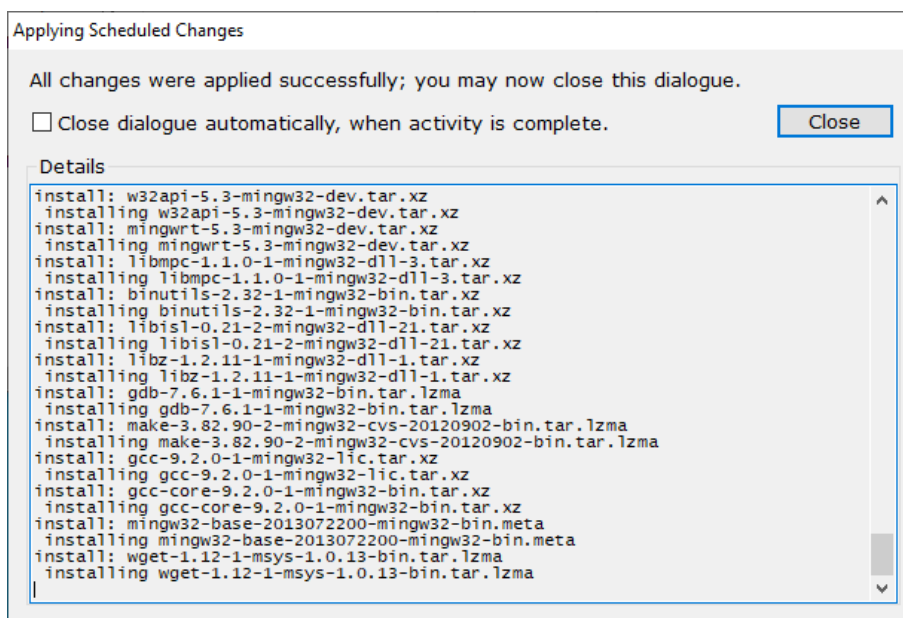 Applying Scheduled Changes
All changes were applied successfully; you may now close this dialogue.
Close dialogue automatically, when activity is complete.
Close
Details
install: w32api-5.3-mingw32-dev.tar.xz
installing w32api-5.3-mingw32-dev.tar.xz
install: mingwrt-5.3-mingw32-dev.tar.xz
installing mingwrt-5.3-mingw32-dev.tar.xz
install: libmpc-1.1.0-1-mingw32-dll-3.tar.xz
installing libmpc-1.1.0-1-mingw32-dll-3.tar.xz
install: binutils-2.32-1-mingw32-bin.tar.xz
installing binutils-2.32-1-mingw32-bin.tar.xz
install: libisl-0.21-2-mingw32-dll-21.tar.xz
installing libisl-0.21-2-mingw32-dll-21.tar.xz
install: libz-1.2.11-1-mingw32-dll-1.tar.xz
installing libz-1.2.11-1-mingw32-dll-1.tar.xz
install: gdb-7.6.1-1-mingw32-bin.tar.lzma
installing gdb-7.6.1-1-mingw32-bin.tar.lzma
install: make-3.82.90-2-mingw32-cvs-20120902-bin.tar.lzma
installing make-3.82.90-2-mingw32-cvs-20120902-bin.tar.lzma
install: gcc-9.2.0-1-mingw32-lic.tar.xz
installing gcc-9.2.0-1-mingw32-lic.tar.xz
install: gcc-core-9.2.0-1-mingw32-bin.tar.xz
installing gcc-core-9.2.0-1-mingw32-bin.tar.xz
install: mingw32-base-2013072200-mingw32-bin.meta
installing mingw32-base-2013072200-mingw32-bin.meta
install: wget-1.12-1-msys-1.0.13-bin.tar.lzma
installing wget-1.12-1-msys-1.0.13-bin.tar.lzma